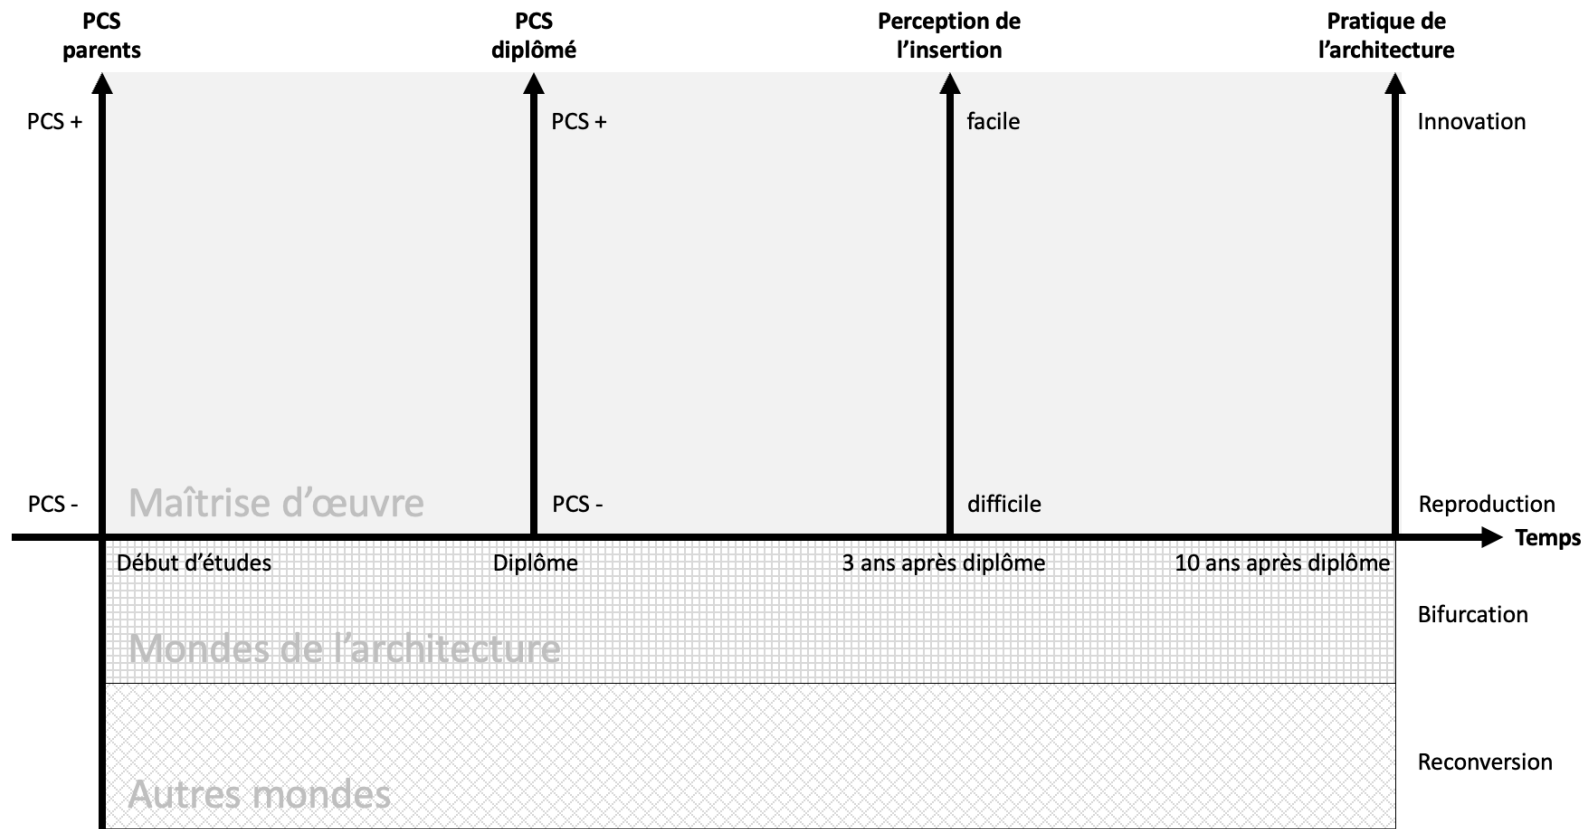 PCS
parents
PCS
diplômé
Perception de
l’insertion
Pratique de
l’architecture
PCS +
PCS +
facile
Innovation
PCS -
Maîtrise d’œuvre
PCS -
difficile
Reproduction
Temps
Début d’études
Diplôme
3 ans après diplôme
10 ans après diplôme
Bifurcation
Mondes de l’architecture
Reconversion
Autres mondes